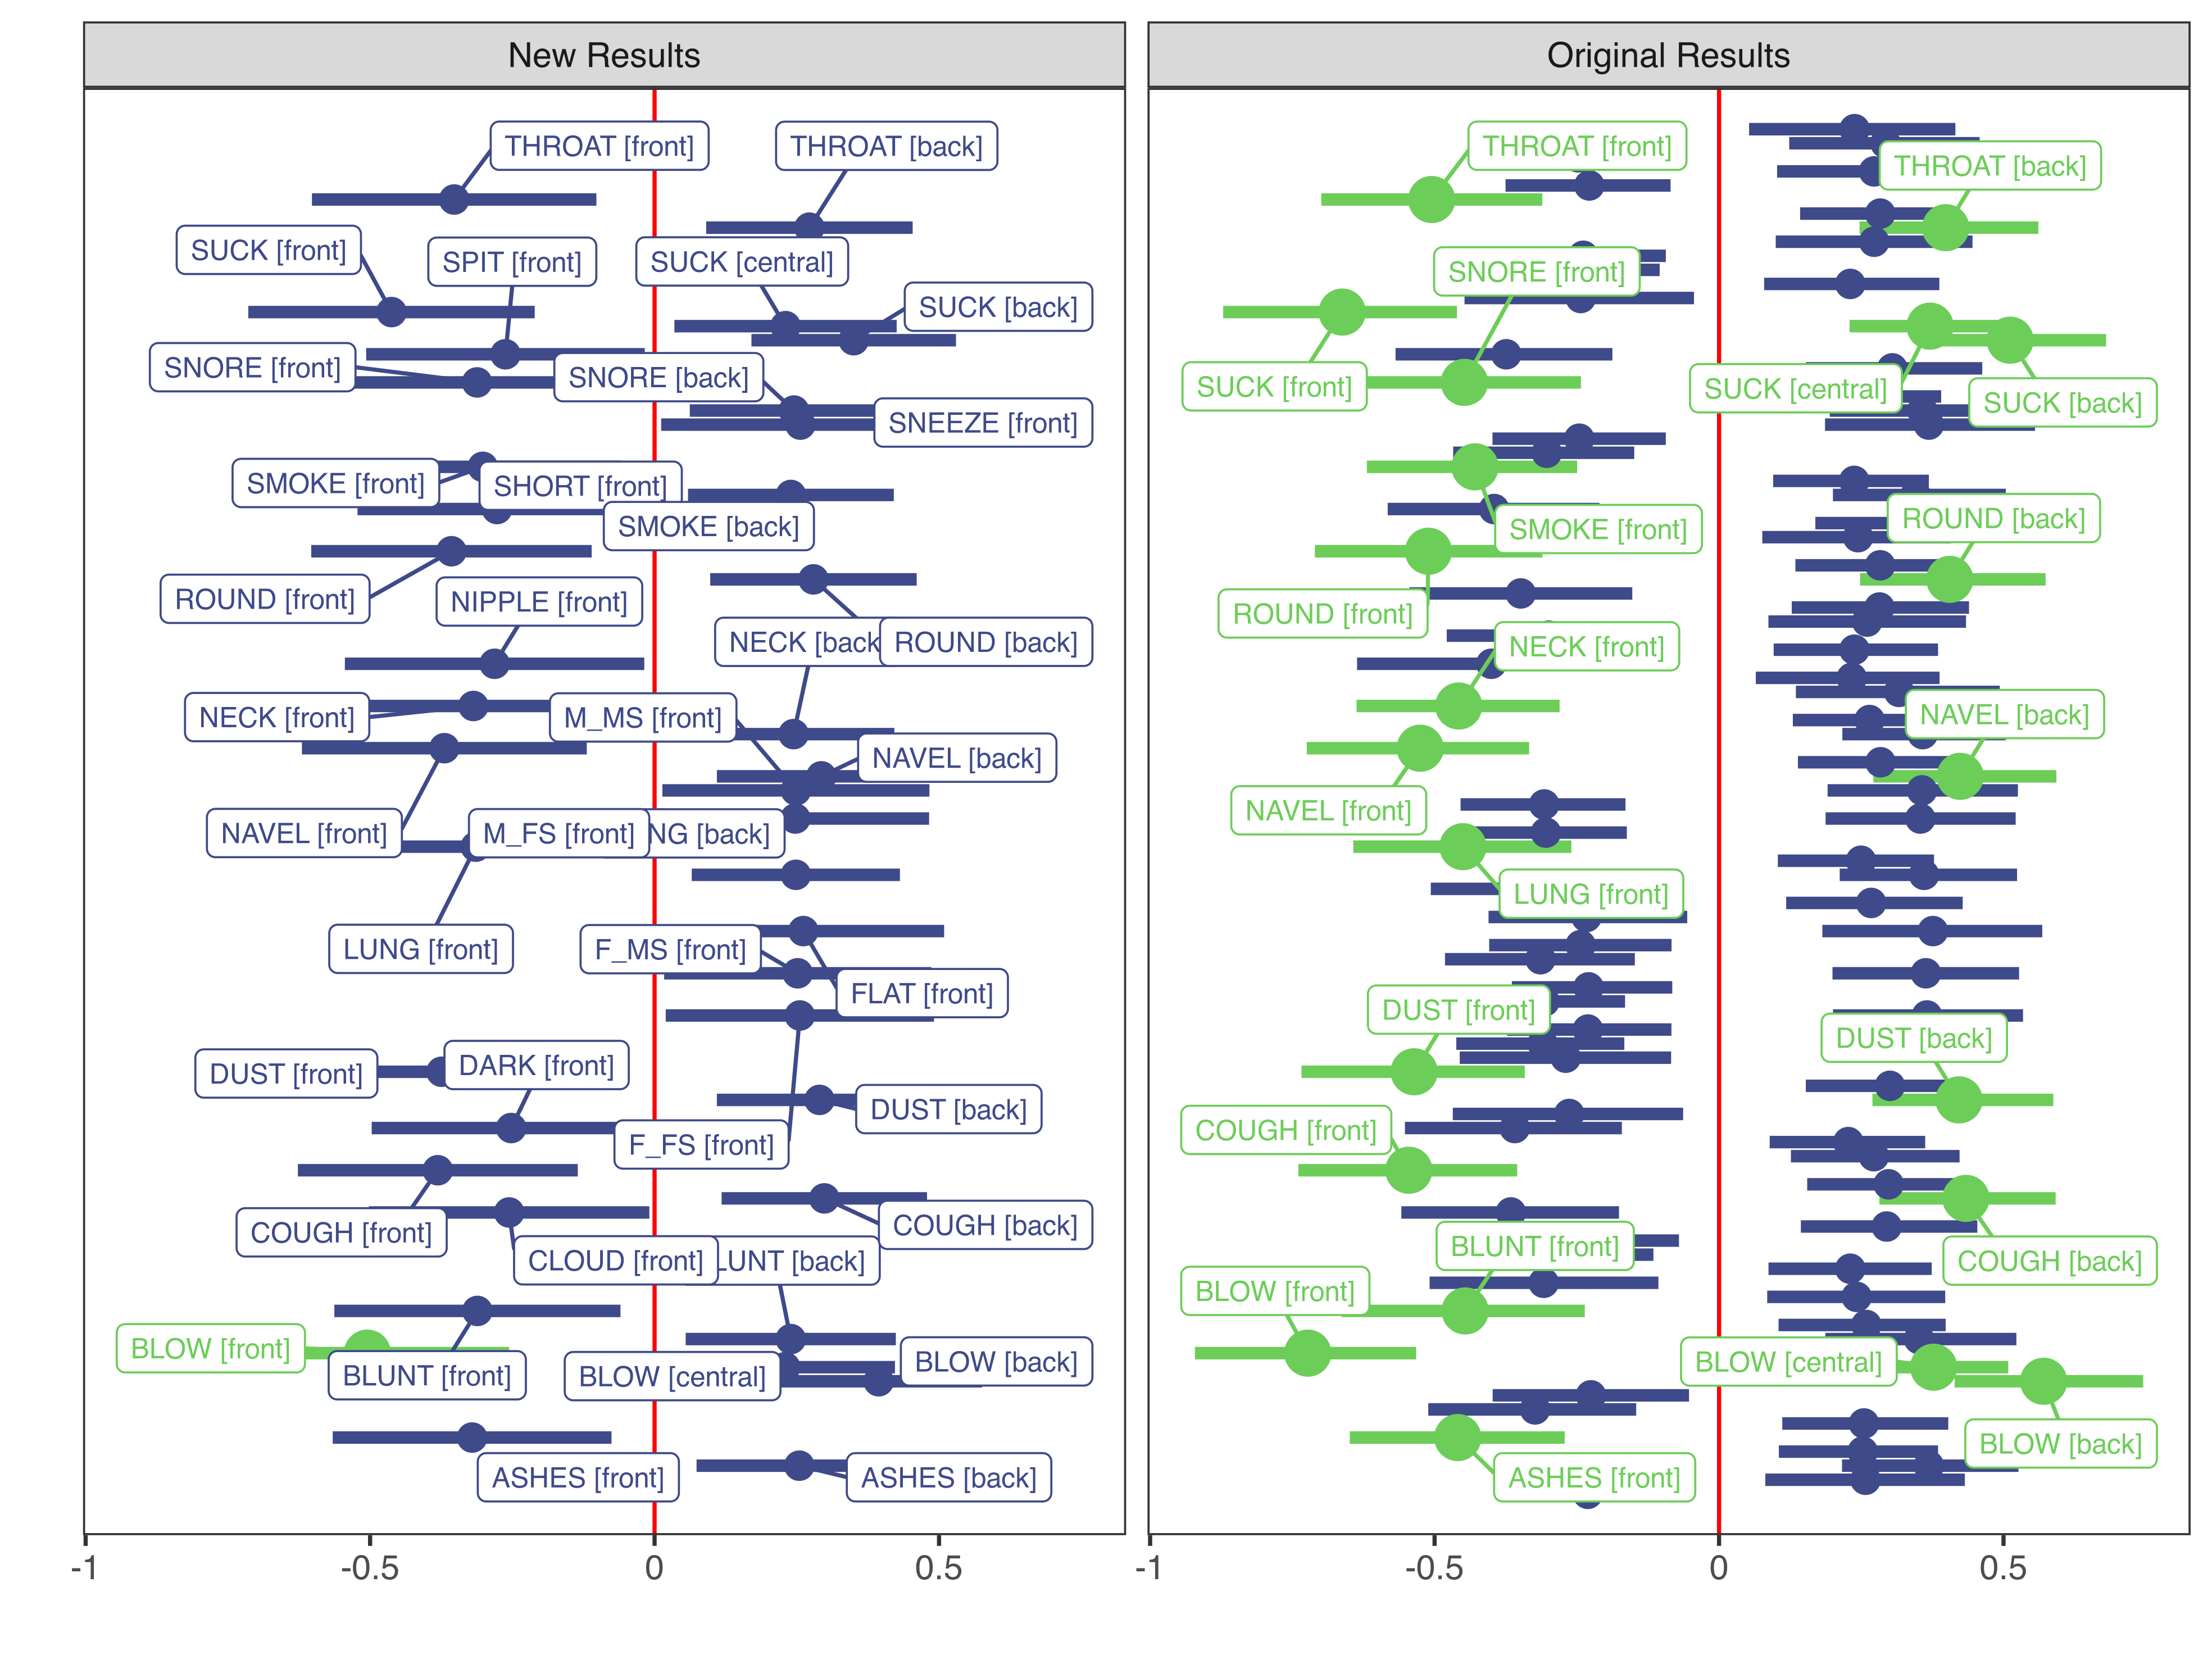 New Results
THROAT [front]
THROAT [back]
SUCK [front]
SPIT [front]
SUCK [central]
SUCK [back]
SNORE [front]
SNORE [back]
SNEEZE [front]
SMOKE [front]
SHORT [front]
SMOKE [back]
ROUND [front]
NIPPLE [front]
NECK [back
ROUND [back]
NECK [front]
M_MS [front]
NAVEL [back]
NAVEL [front]
M_FS [front]
NG [back]
LUNG [front]
F_MS [front]
FLAT [front]
DUST [front]
DARK [front]
DUST [back]
F_FS [front]
COUGH [front]
COUGH [back]
CLOUD [front]
LUNT [back]
BLOW [front]
BLUNT [front]
BLOW [central]
BLOW [back]
ASHES [front]
ASHES [back]
-1
-0.5
0
0.5
Original Results
THROAT [front]
THROAT [back]
SNORE [front]
SUCK [front]
SUCK [central]
SUCK [back]
SMOKE [front]
ROUND [back]
ROUND [front]
NECK [front]
NAVEL [back]
NAVEL [front]
LUNG [front]
DUST [front]
DUST [back]
COUGH [front]
BLUNT [front]
COUGH [back]
BLOW [front]
BLOW [central]
BLOW [back]
ASHES [front]
-1
-0.5
0
0.5